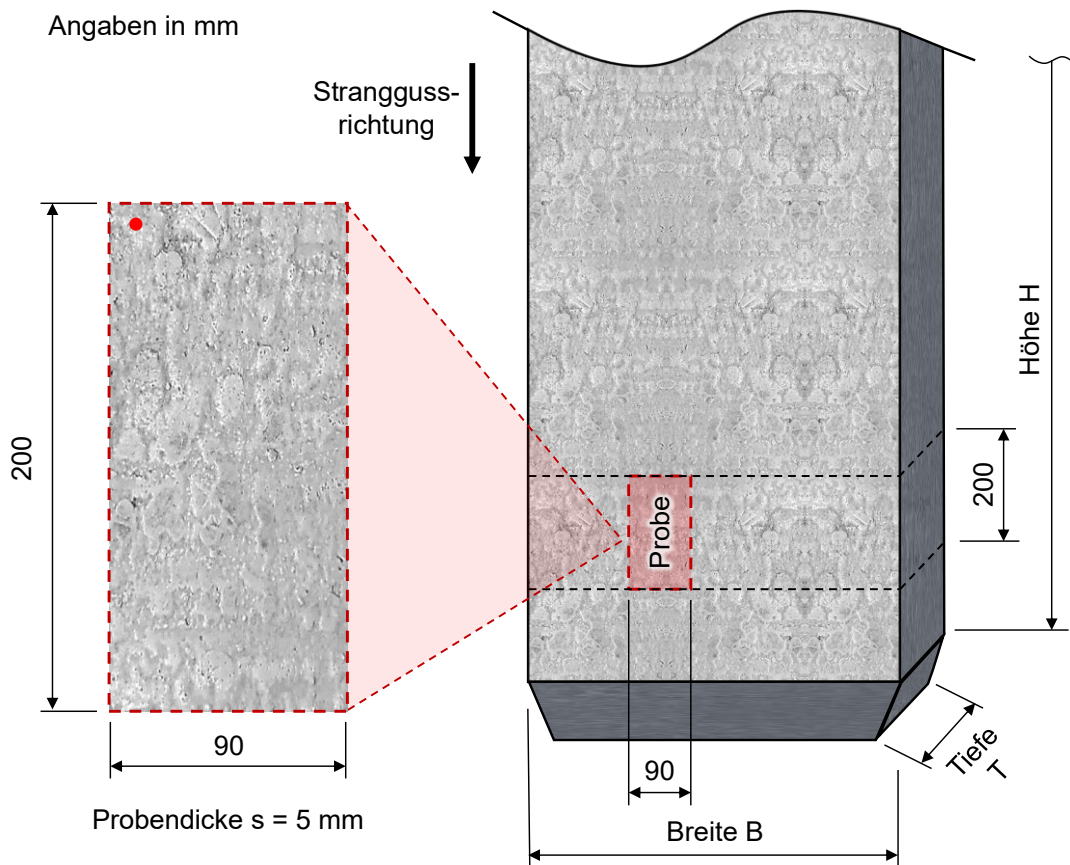 Angaben in mm
Strangguss-
richtung
200
90
Probendicke s = 5 mm
Probe
90
Breite B
Höhe H
200
Tiefe
T